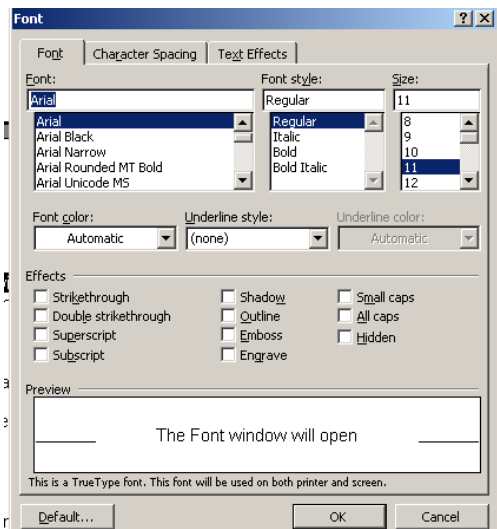 Font
Font Character Spacing Text Effects
Font: Font style: Size:
Arial Regular 11
Arial Regular 8
Arial Black Italic 9
Arial Narrow Bold 10
Arial Rounded MT Bold Bold Italic 11
Arial Unicode MS 12
Font color: Underline style: Underline color:
Automatic (none) Automatic
Effects
Strikethrough Shadow Small caps
Double strikethrough Outline All caps
Superscript Emboss Hidden
Subscript Engrave
Preview
The Font window will open
This is a TrueType font. This font will be used on both printer and screen.
Default... OK Cancel